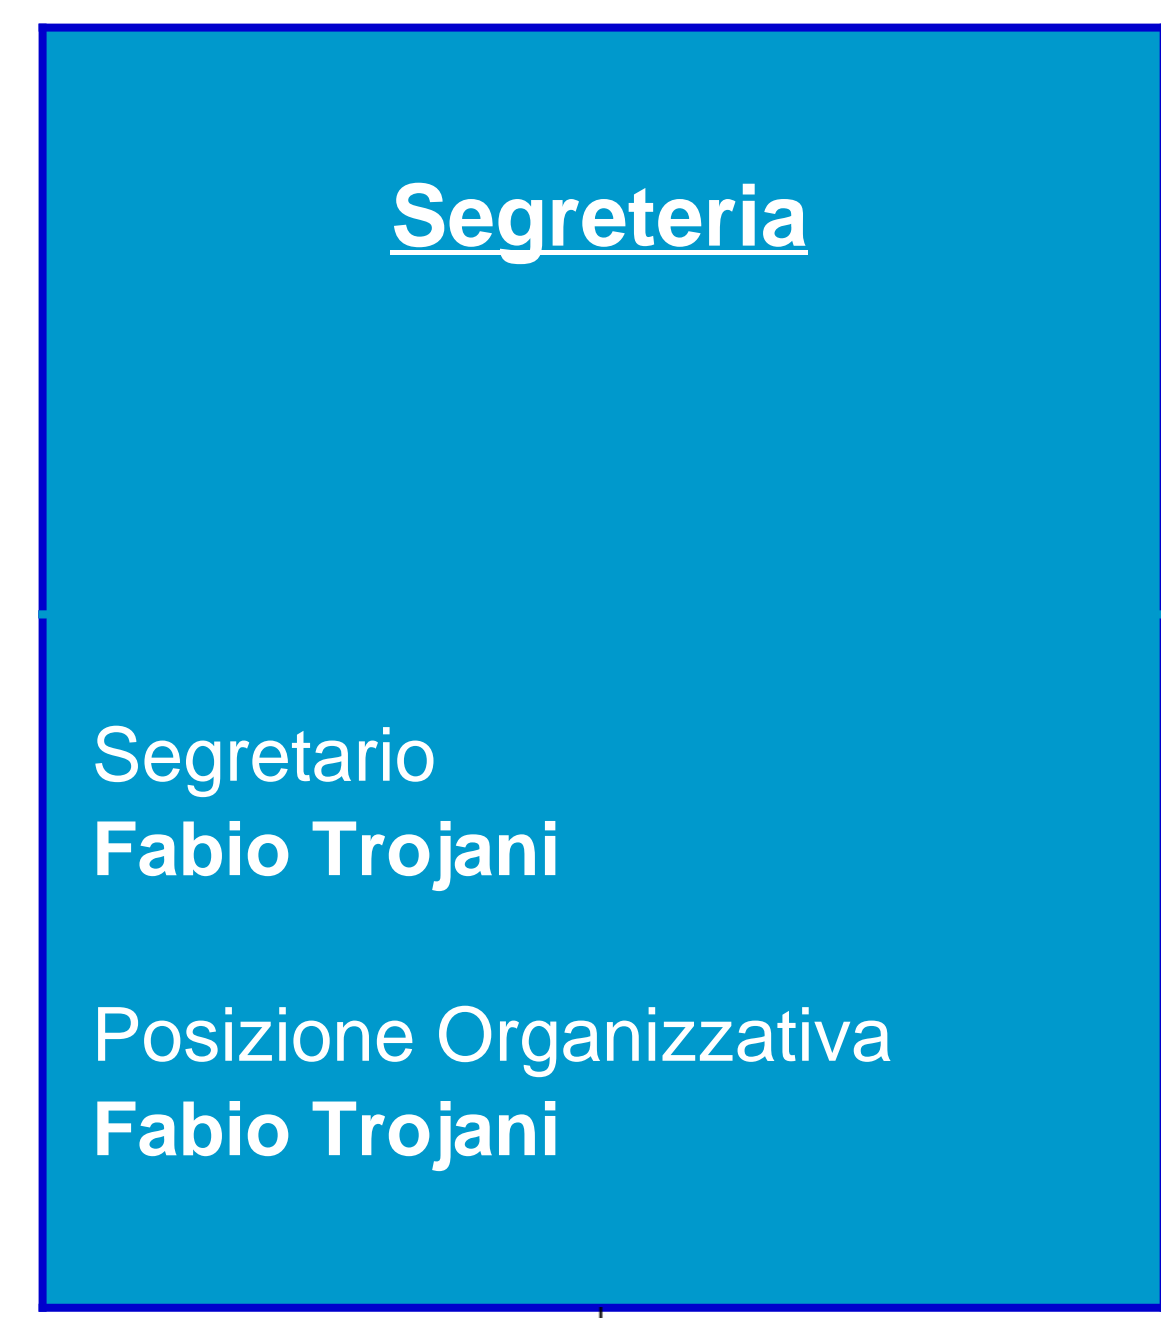 Segreteria
Segretario
Fabio Trojani
Posizione Organizzativa
Fabio Trojani